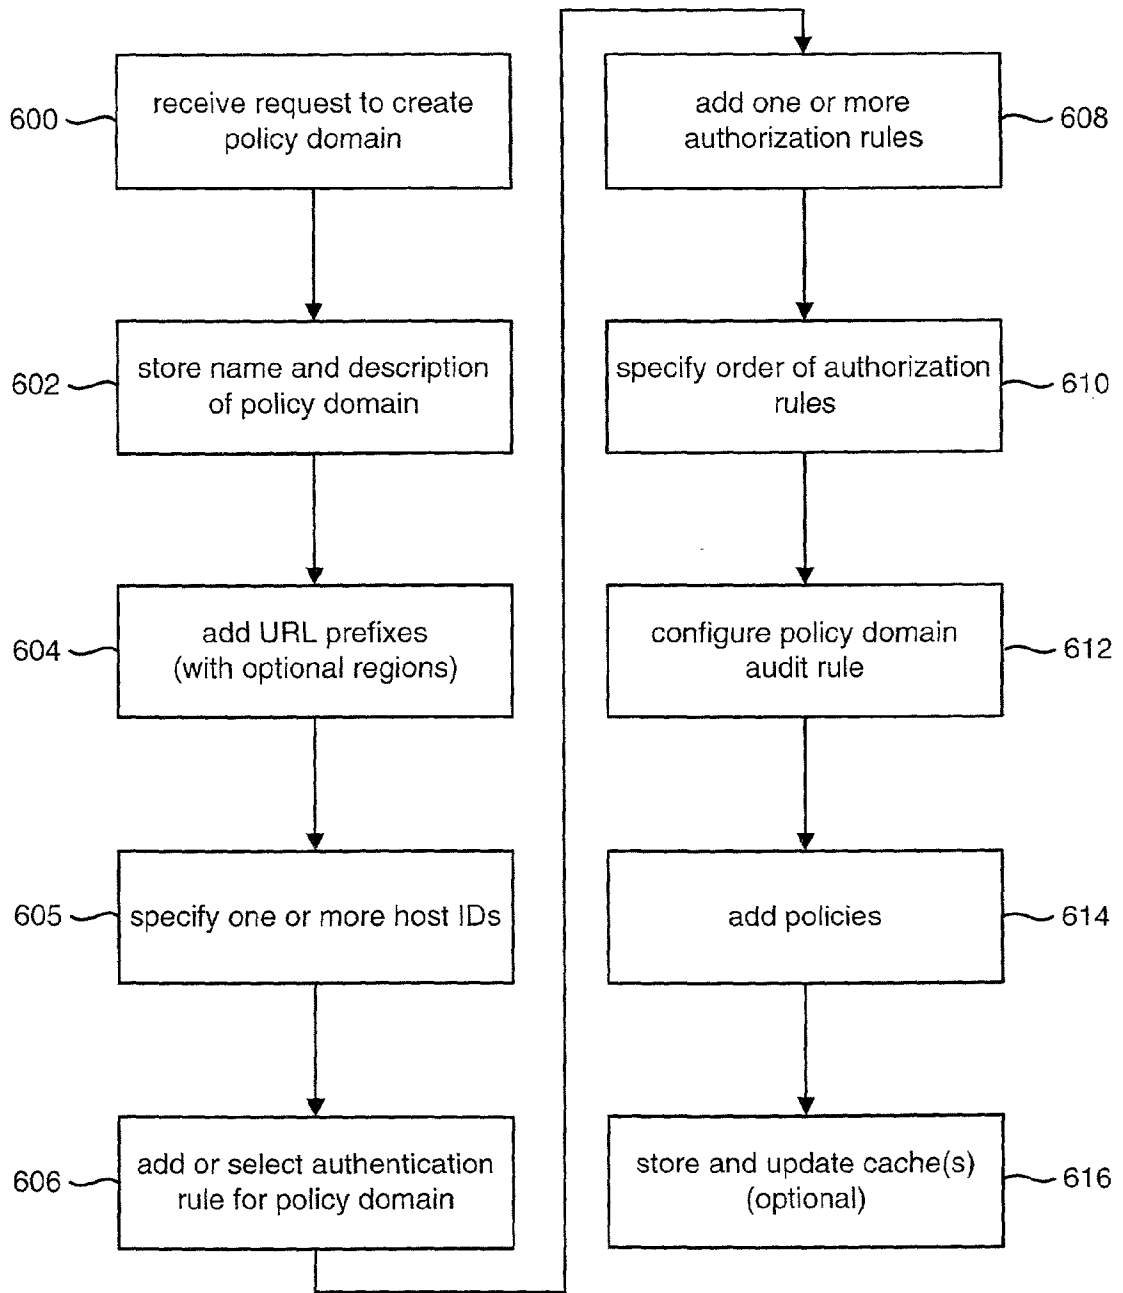 600
receive request to create
policy domain
602
store name and description
of policy domain
604
add URL prefixes
(with optional regions)
605
specify one or more host IDs
606
add or select authentication
rule for policy domain
add one or more
authorization rules
608
specify order of authorization
rules
610
configure policy domain
audit rule
612
add policies
614
store and update cache(s)
(optional)
616